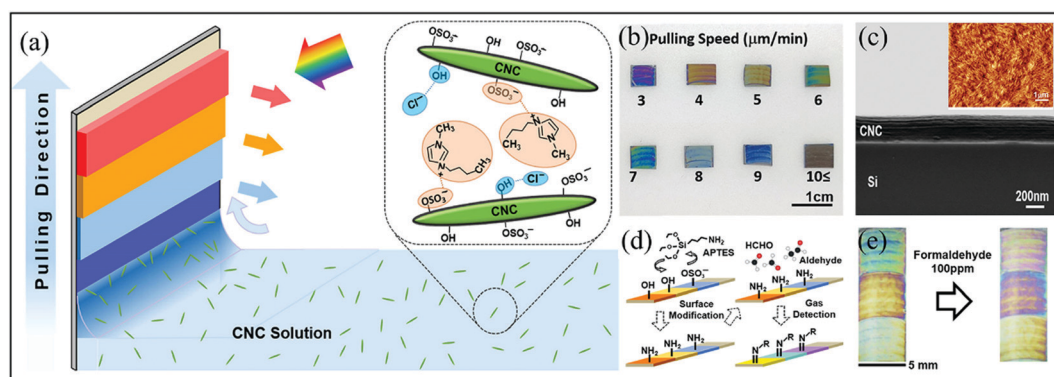 (a)
Pulling Direction
CNC Solution
OSO₃⁻
OH
OSO₃⁻
OH
CNC
Cl⁻
OSO₃⁻
OH
CH₃
N
N⁺
CH₃
N⁺
N
CH₃
OSO₃⁻
OH
Cl⁻
OSO₃⁻
CNC
OH
OSO₃⁻
OH
(b) Pulling Speed (μm/min)
3 4 5 6
7 8 9 10≤
1cm
(c)
1μm
CNC
Si
200nm
(d)
O
O Si NH₂
O
APTES
HCHO
Aldehyde
OH OH OSO₃⁻
NH₂ NH₂ NH₂
Surface
Modification
Gas
Detection
NH₂ NH₂ NH₂
N R N R N R
(e)
Formaldehyde
100ppm
5 mm